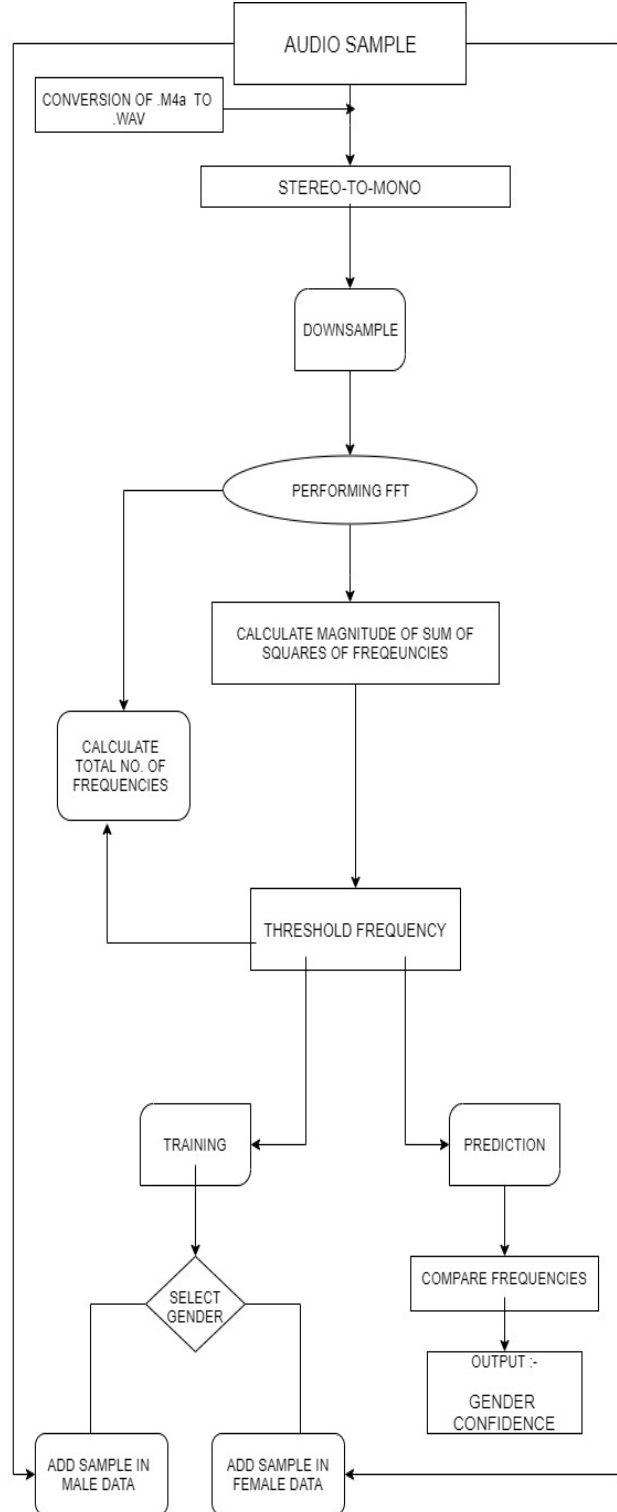 AUDIO SAMPLE
CONVERSION OF .M4a TO
.WAV
STEREO-TO-MONO
DOWNSAMPLE
PERFORMING FFT
CALCULATE MAGNITUDE OF SUM OF
SQUARES OF FREQEUNCIES
CALCULATE
TOTAL NO. OF
FREQUENCIES
THRESHOLD FREQUENCY
TRAINING
PREDICTION
SELECT
GENDER
COMPARE FREQUENCIES
OUTPUT :-
GENDER
CONFIDENCE
ADD SAMPLE IN
MALE DATA
ADD SAMPLE IN
FEMALE DATA